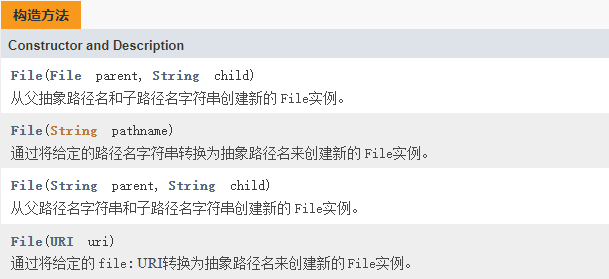 构造方法
Constructor and Description
File(File parent, String child)
从父抽象路径名和子路径名字符串创建新的 File实例。
File(String pathname)
通过将给定的路径名字符串转换为抽象路径名来创建新的 File实例。
File(String parent, String child)
从父路径名字符串和子路径名字符串创建新的 File实例。
File(URI uri)
通过将给定的 file: URI转换为抽象路径名来创建新的 File实例。